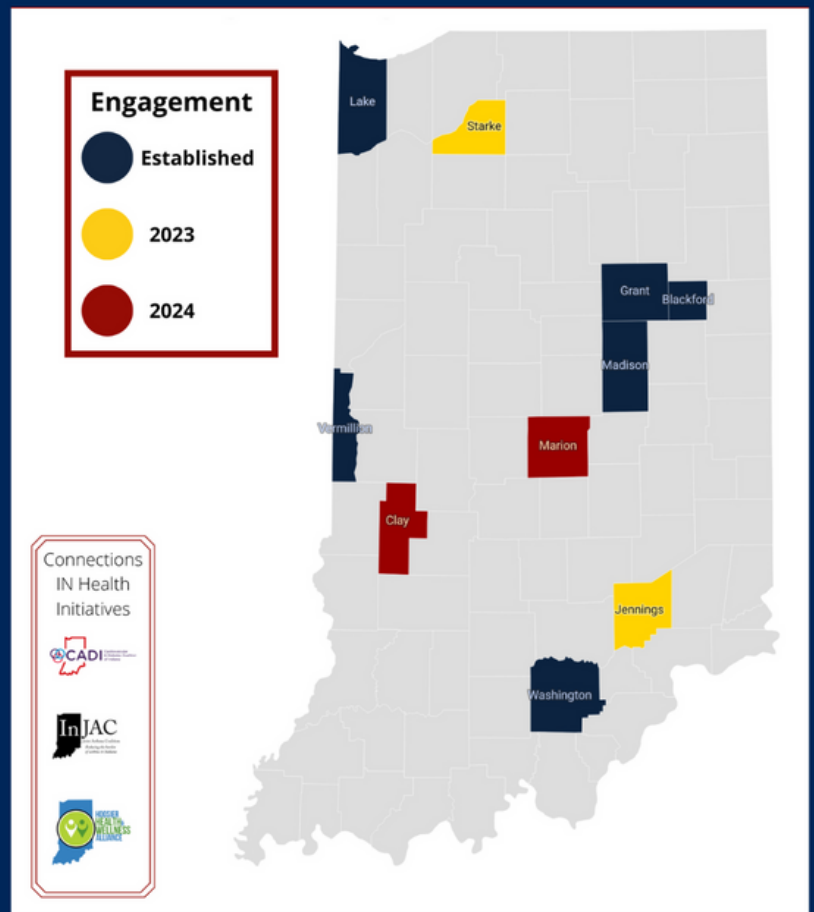 Engagement
Established
2023
2024
Lake
Starke
Grant
Blackford
Madison
Vermillion
Marion
Clay
Jennings
Washington
Connections
IN Health
Initiatives
CADI
InJAC
HOOSIER
HEALTH&
WELLNESS
ALLIANCE